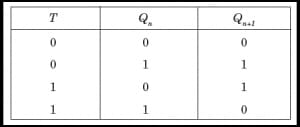 T Qₙ Qₙ₊₁
0 0 0
0 1 1
1 0 1
1 1 0